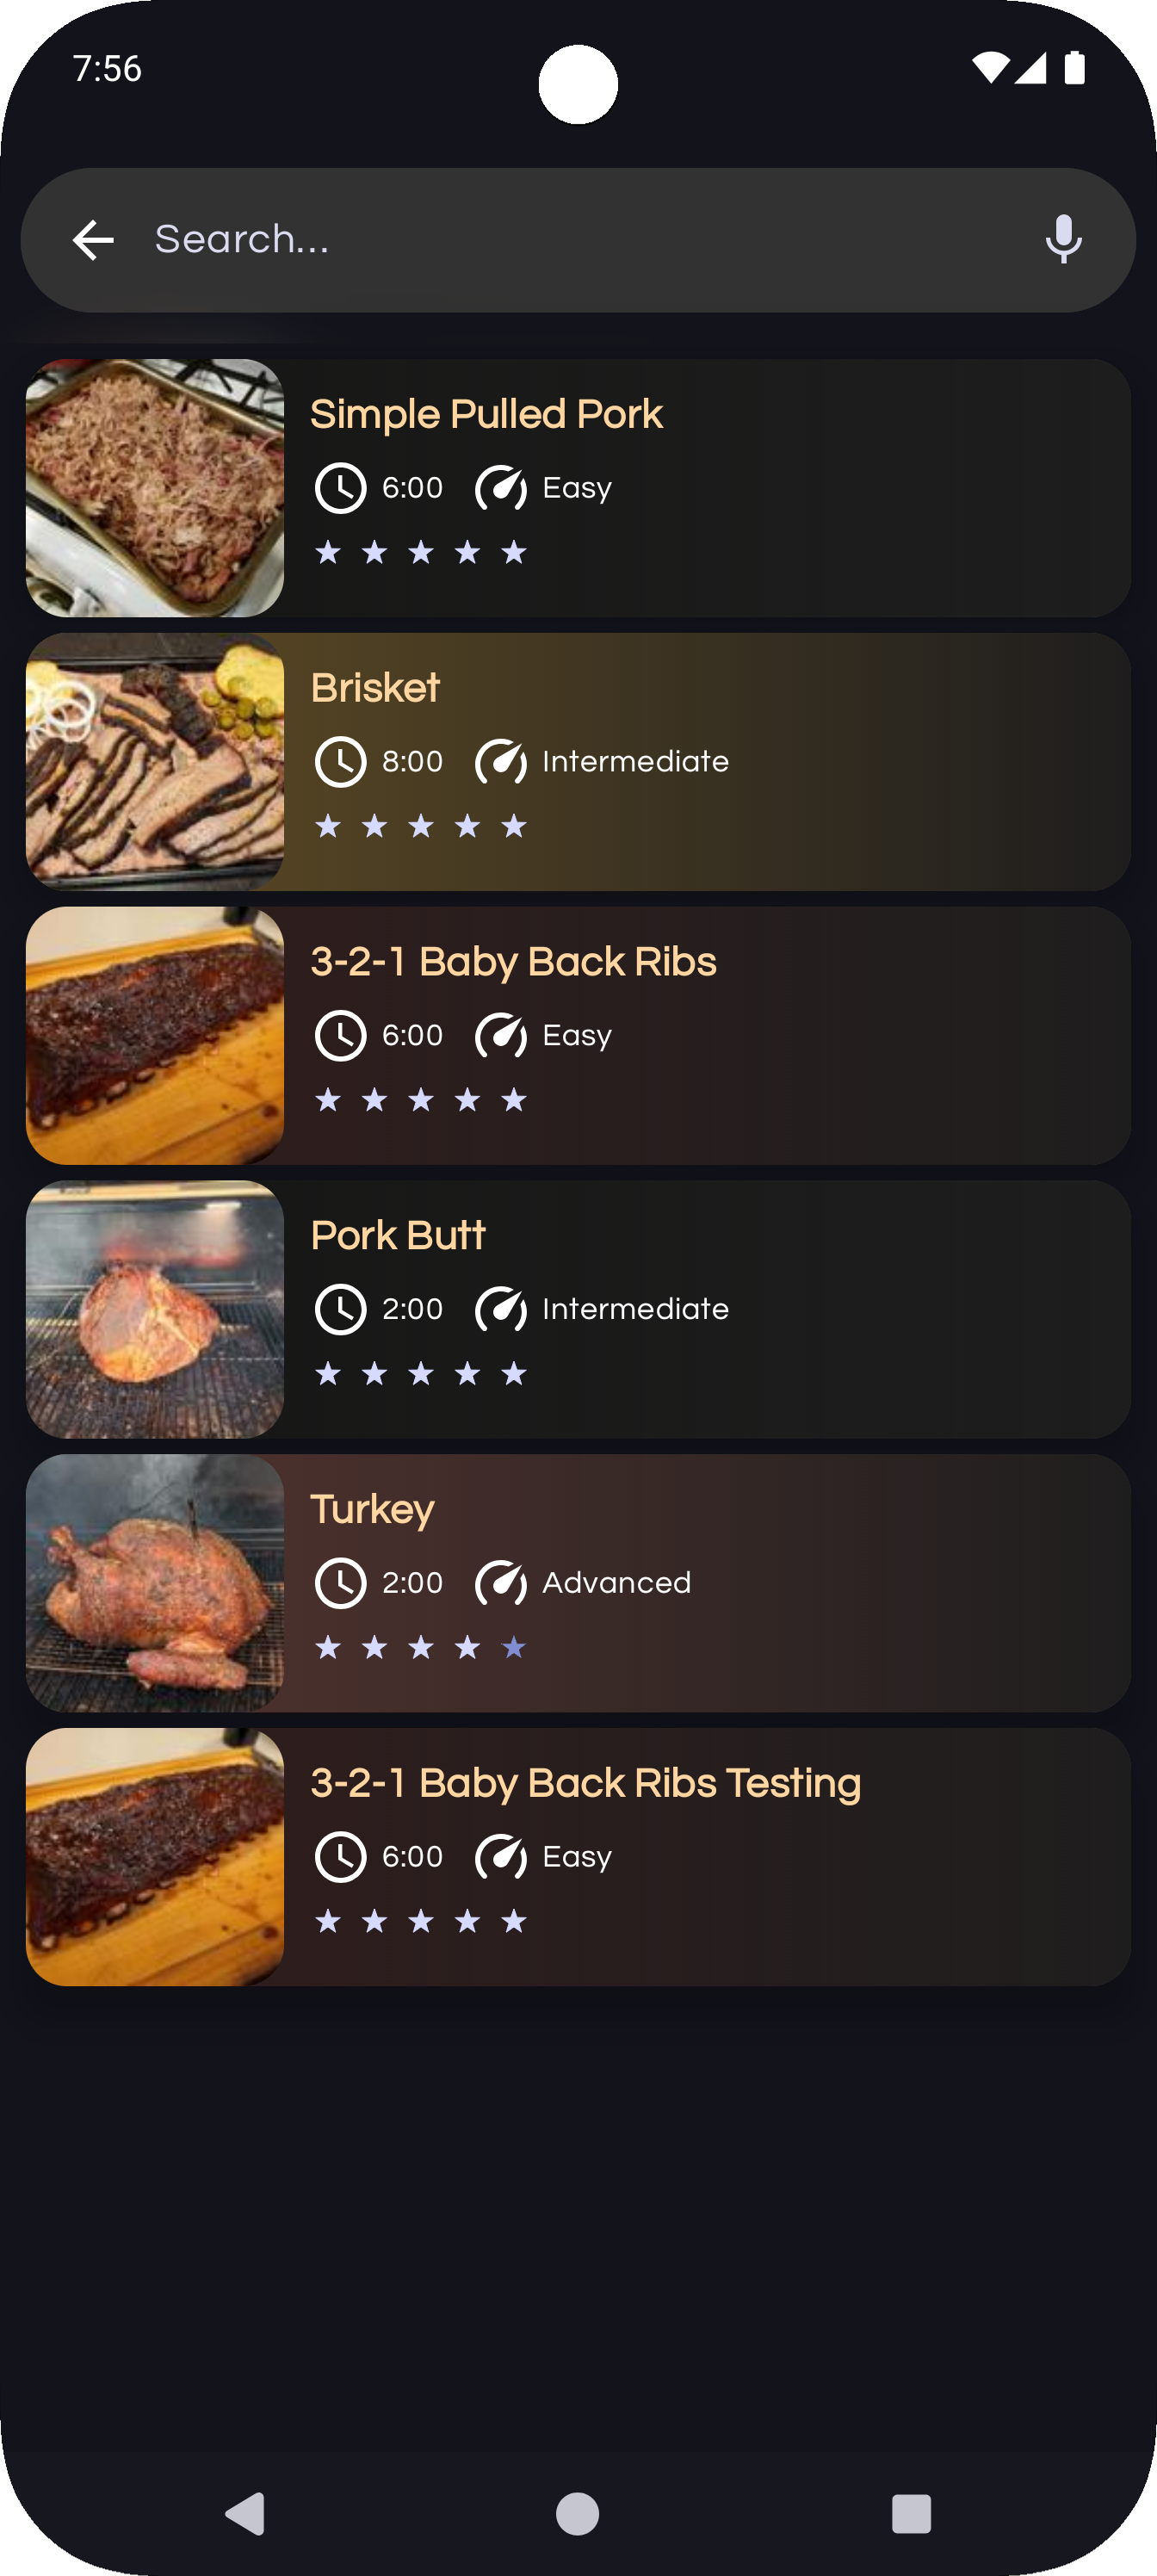 7:56
Search...
Simple Pulled Pork
6:00 Easy
Brisket
8:00 Intermediate
3-2-1 Baby Back Ribs
6:00 Easy
Pork Butt
2:00 Intermediate
Turkey
2:00 Advanced
3-2-1 Baby Back Ribs Testing
6:00 Easy